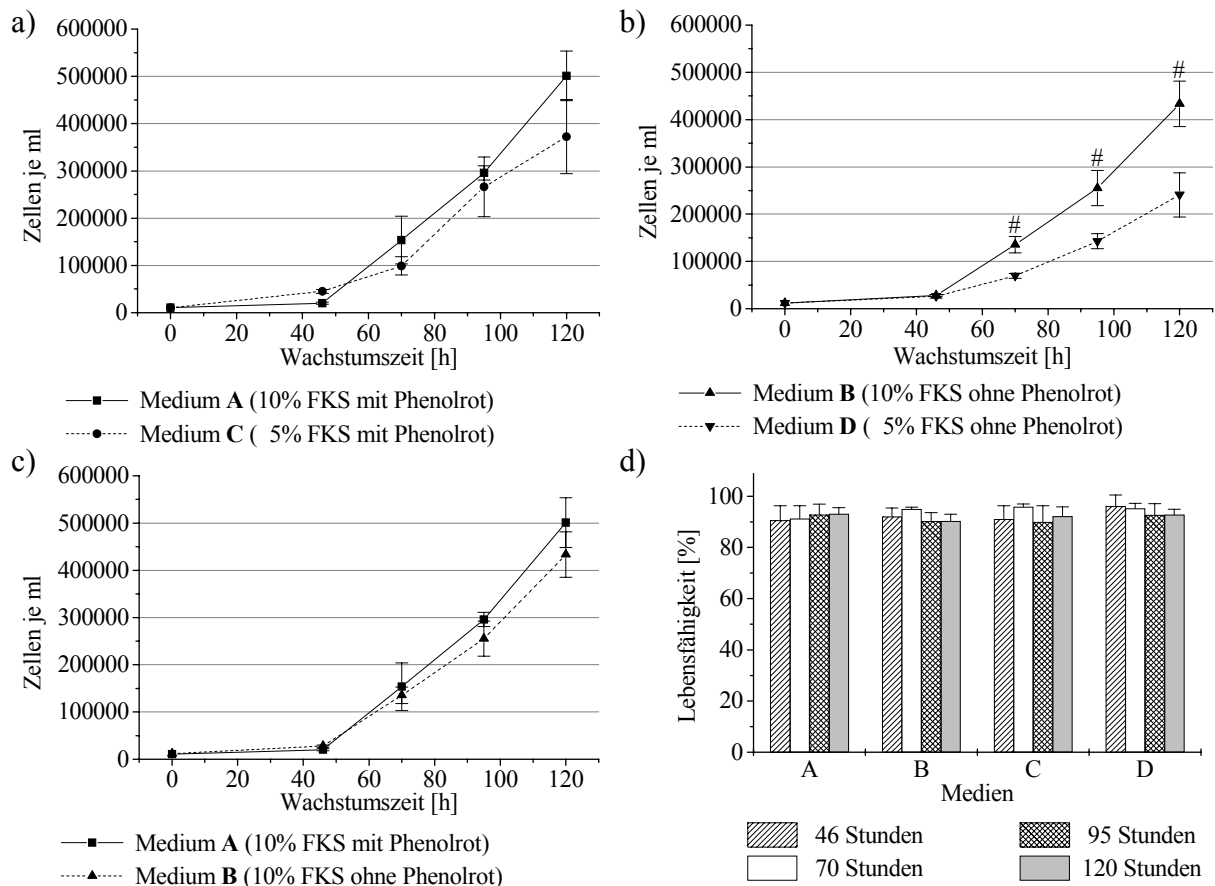 a)
600000
500000
400000
300000
200000
100000
0
Zellen je ml
0 20 40 60 80 100 120
Wachstumszeit [h]
Medium A (10% FKS mit Phenolrot)
Medium C ( 5% FKS mit Phenolrot)
b)
600000
500000
400000
300000
200000
100000
0
Zellen je ml
# # #
0 20 40 60 80 100 120
Wachstumszeit [h]
Medium B (10% FKS ohne Phenolrot)
Medium D ( 5% FKS ohne Phenolrot)
c)
600000
500000
400000
300000
200000
100000
0
Zellen je ml
0 20 40 60 80 100 120
Wachstumszeit [h]
Medium A (10% FKS mit Phenolrot)
Medium B (10% FKS ohne Phenolrot)
d)
100
80
60
40
20
0
Lebensfähigkeit [%]
A B C D
Medien
46 Stunden
95 Stunden
70 Stunden
120 Stunden